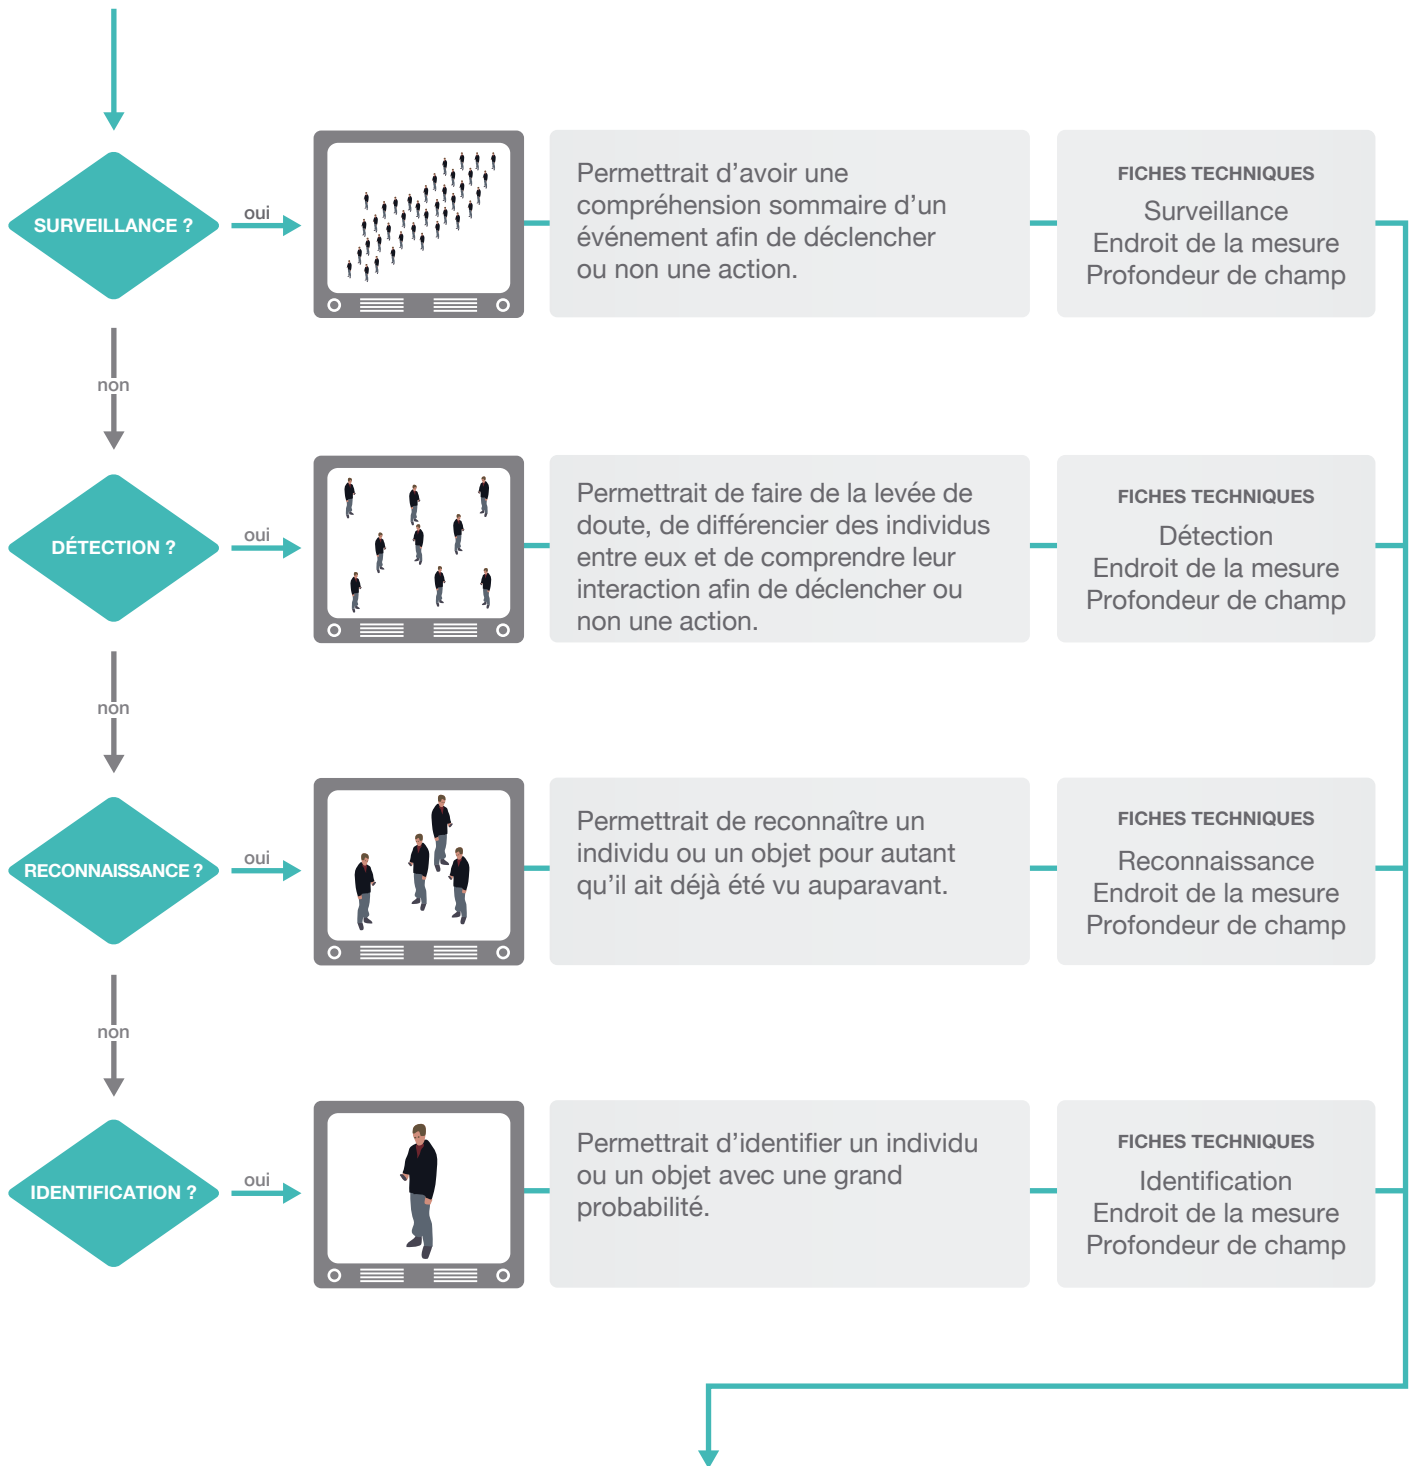 SURVEILLANCE ?
oui
Permettrait d’avoir une
compréhension sommaire d’un
événement afin de déclencher
ou non une action.
FICHES TECHNIQUES
Surveillance
Endroit de la mesure
Profondeur de champ
non
DÉTECTION ?
oui
Permettrait de faire de la levée de
doute, de différencier des individus
entre eux et de comprendre leur
interaction afin de déclencher ou
non une action.
FICHES TECHNIQUES
Détection
Endroit de la mesure
Profondeur de champ
non
RECONNAISSANCE ?
oui
Permettrait de reconnaître un
individu ou un objet pour autant
qu’il ait déjà été vu auparavant.
FICHES TECHNIQUES
Reconnaissance
Endroit de la mesure
Profondeur de champ
non
IDENTIFICATION ?
oui
Permettrait d’identifier un individu
ou un objet avec une grand
probabilité.
FICHES TECHNIQUES
Identification
Endroit de la mesure
Profondeur de champ